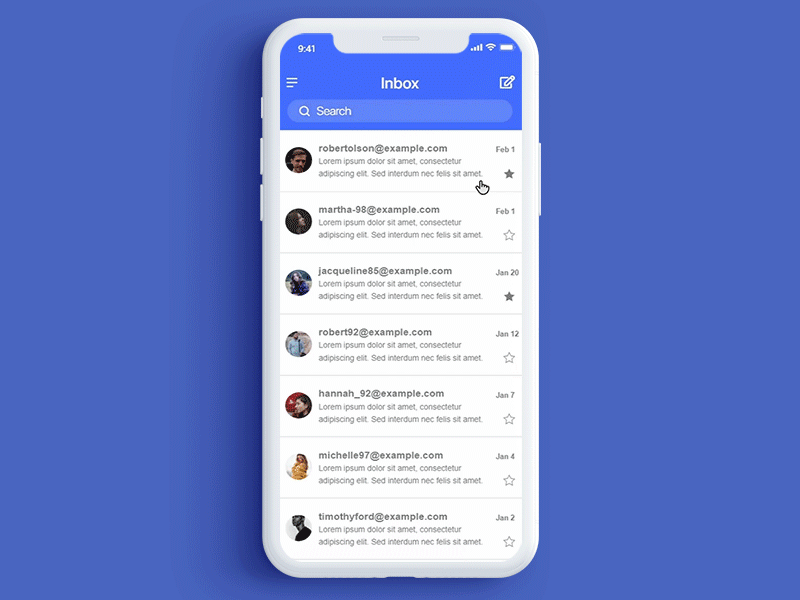 9:41
Inbox
Search
robertolson@example.com
Feb 1
Lorem ipsum dolor sit amet, consectetur
adipiscing elit. Sed interdum nec felis sit amet.
martha-98@example.com
Feb 1
Lorem ipsum dolor sit amet, consectetur
adipiscing elit. Sed interdum nec felis sit amet.
jacqueline85@example.com
Jan 20
Lorem ipsum dolor sit amet, consectetur
adipiscing elit. Sed interdum nec felis sit amet.
robert92@example.com
Jan 12
Lorem ipsum dolor sit amet, consectetur
adipiscing elit. Sed interdum nec felis sit amet.
hannah_92@example.com
Jan 7
Lorem ipsum dolor sit amet, consectetur
adipiscing elit. Sed interdum nec felis sit amet.
michelle97@example.com
Jan 4
Lorem ipsum dolor sit amet, consectetur
adipiscing elit. Sed interdum nec felis sit amet.
timothyford@example.com
Jan 2
Lorem ipsum dolor sit amet, consectetur
adipiscing elit. Sed interdum nec felis sit amet.